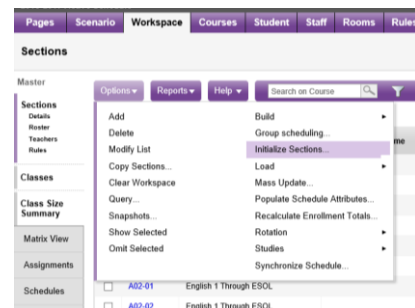 Pages Scenario Workspace Courses Student Staff Rooms Rules
Sections
Master
Options Reports Help Search on Course
Sections
Details
Roster
Teachers
Rules
Classes
Class Size
Summary
Matrix View
Assignments
Schedules
Add
Delete
Modify List
Copy Sections...
Clear Workspace
Query...
Snapshots...
Show Selected
Omit Selected
Build
Group scheduling...
Initialize Sections...
Load
Mass Update...
Populate Schedule Attributes...
Recalculate Enrollment Totals...
Rotation
Studies
Synchronize Schedule...
me
A02-01 English 1 Through ESOL
A02-02 English 1 Through ESOL